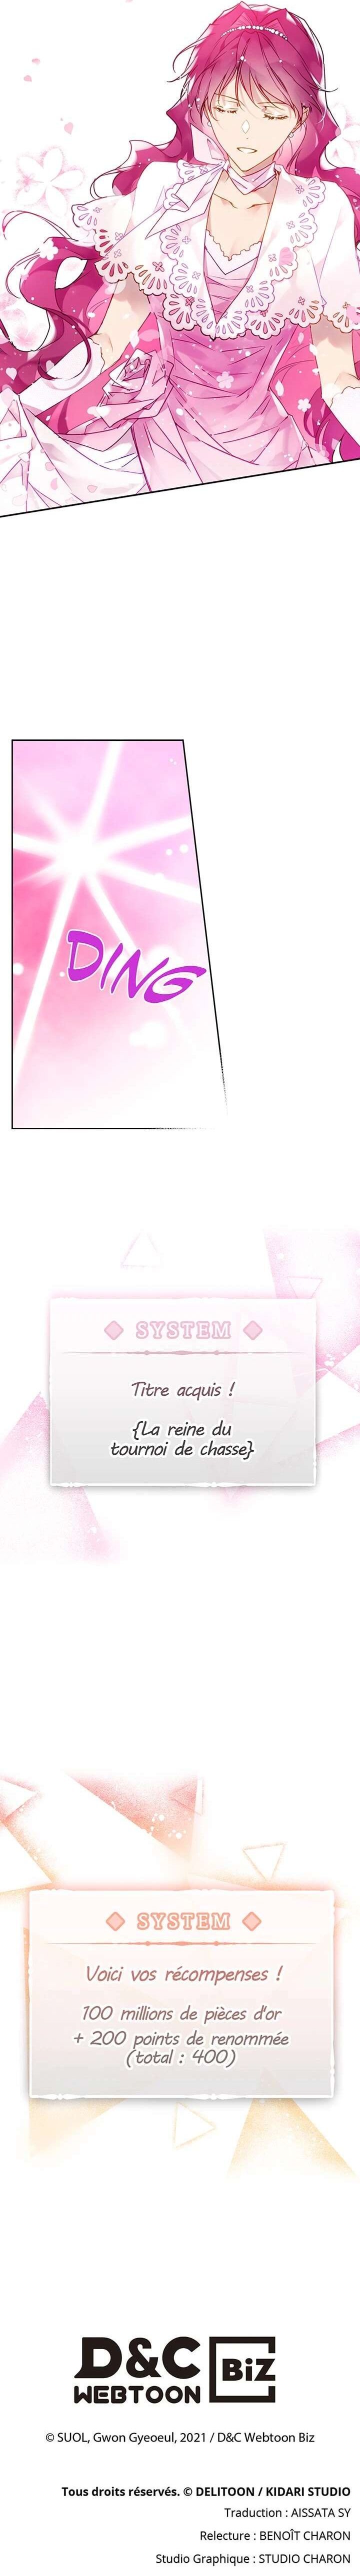 DING
SYSTEM
Titre acquis !
{La reine du
tournoi de chasse}
SYSTEM
Voici vos récompenses !
100 millions de pièces d'or
+ 200 points de renommée
(total : 400)
D&C
WEBTOON BiZ
© SUOL, Gwon Gyeoeul, 2021 / D&C Webtoon Biz
Tous droits réservés. © DELITOON / KIDARI STUDIO
Traduction : AISSATA SY
Relecture : BENOÎT CHARON
Studio Graphique : STUDIO CHARON